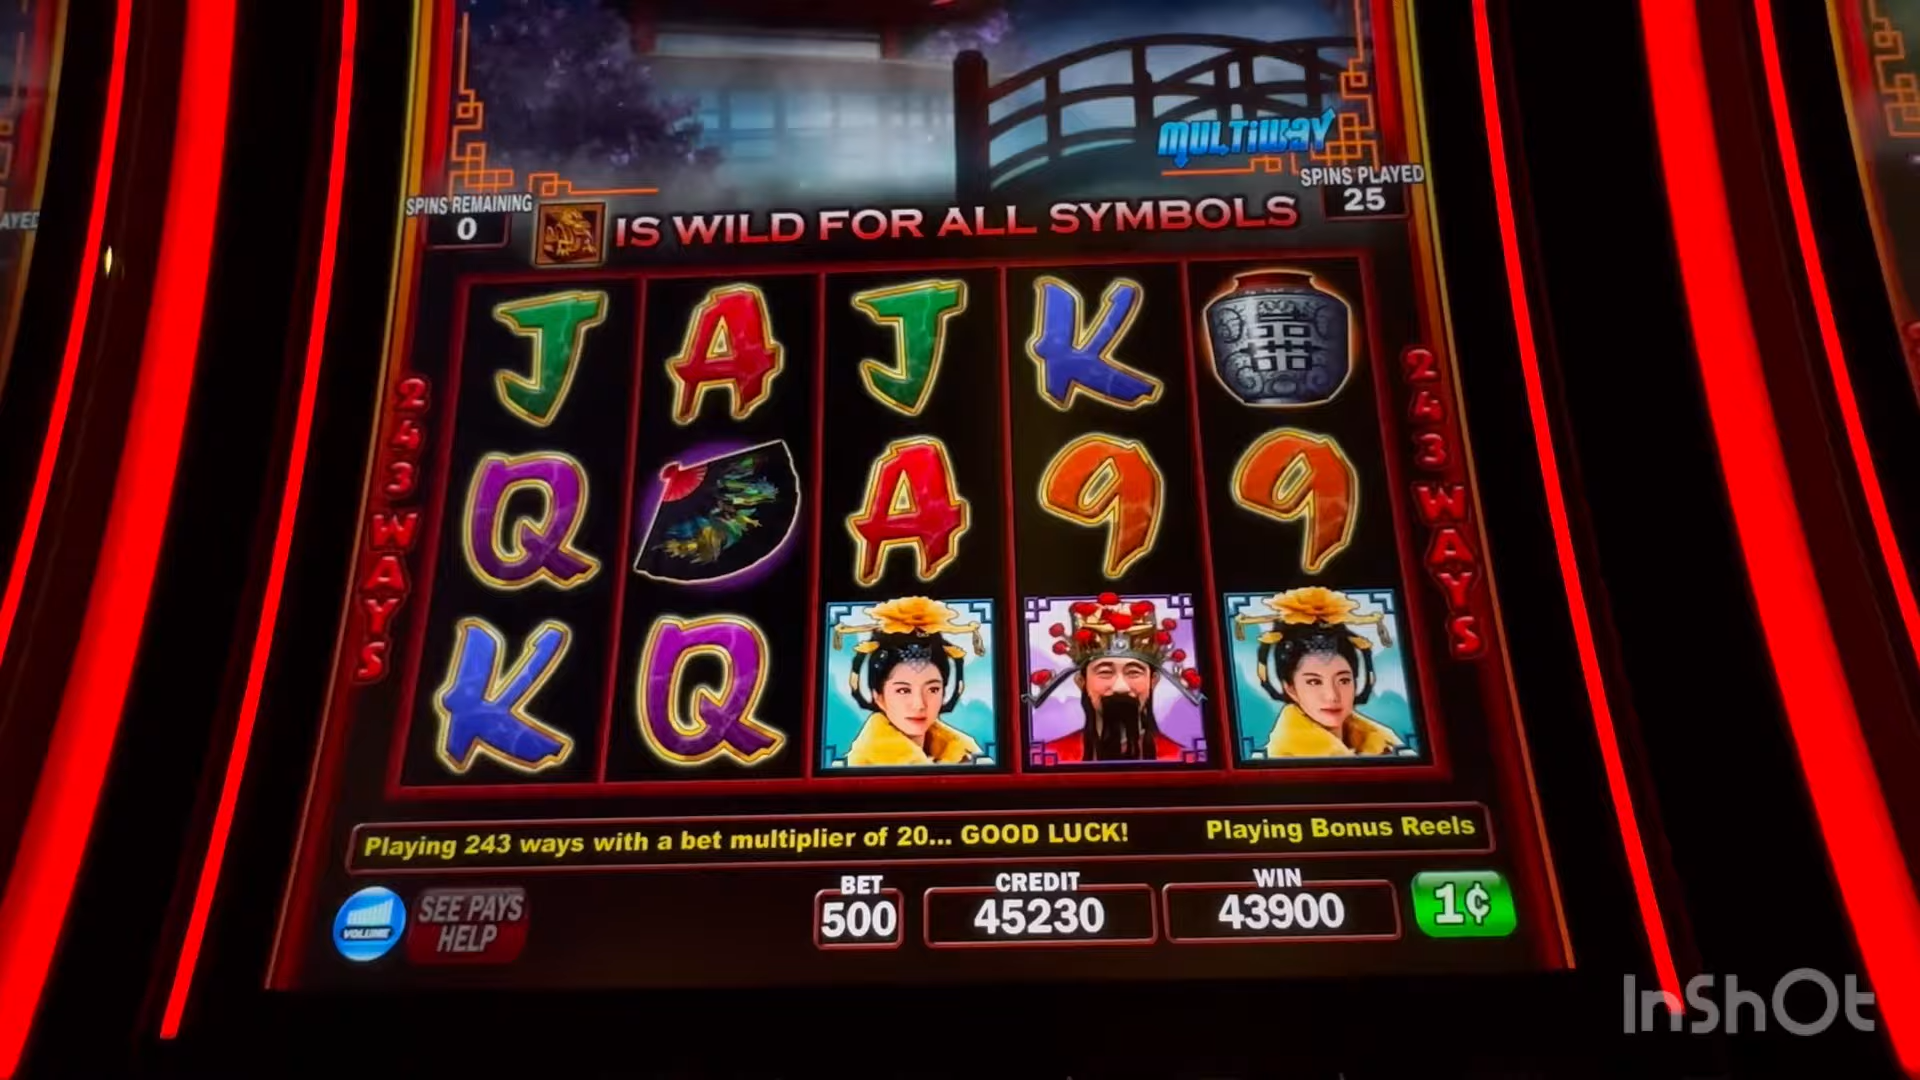 MULTIWAY
SPINS REMAINING
0
SPINS PLAYED
25
IS WILD FOR ALL SYMBOLS
AYED
J A J K
Q A 9 9
K Q
243 WAYS
243 WAYS
Playing 243 ways with a bet multiplier of 20... GOOD LUCK!
Playing Bonus Reels
VOLUME
SEE PAYS
HELP
BET
500
CREDIT
45230
WIN
43900
1¢
InShOt